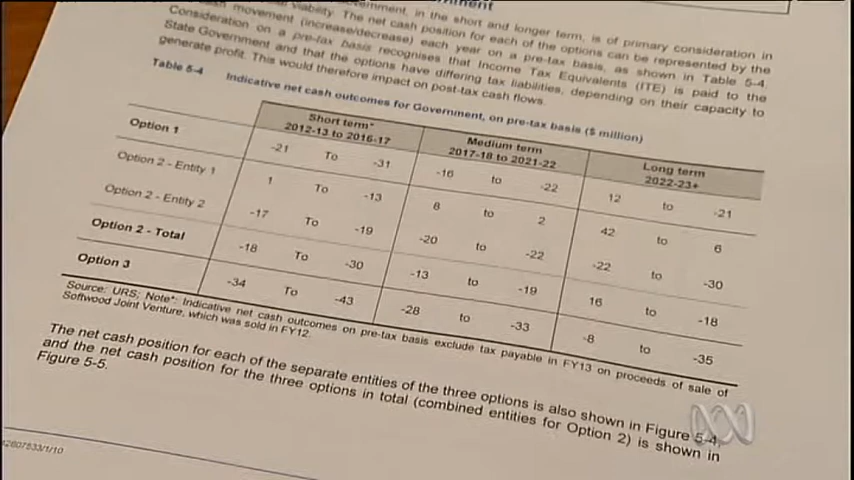 ernment
viability. The net cash position for each of the options can be represented by the
ernment, in the short and longer term, is of primary consideration in
movement (increase/decrease) each year on a pre-tax basis, as shown in Table 5-4.
Consideration on a pre-tax basis recognises that Income Tax Equivalents (ITE) is paid to the
State Government and that the options have differing tax liabilities, depending on their capacity to
generate profit. This would therefore impact on post-tax cash flows.
Table 5-4 Indicative net cash outcomes for Government, on pre-tax basis ($ million)
Short term* Medium term Long term
2012-13 to 2016-17 2017-18 to 2021-22 2022-23+
Option 1 -21 To -31 -16 to -22 12 to -21
Option 2 - Entity 1 1 To -13 8 to 2 42 to 6
Option 2 - Entity 2 -17 To -19 -20 to -22 -22 to -30
Option 2 - Total -18 To -30 -13 to -19 16 to -18
Option 3 -34 To -43 -28 to -33 -8 to -35
Source: URS; Note*: Indicative net cash outcomes on pre-tax basis exclude tax payable in FY13 on proceeds of sale of
Softwood Joint Venture, which was sold in FY12.
The net cash position for each of the separate entities of the three options is also shown in Figure 5-4,
and the net cash position for the three options in total (combined entities for Option 2) is shown in
Figure 5-5.
42807533/1/10